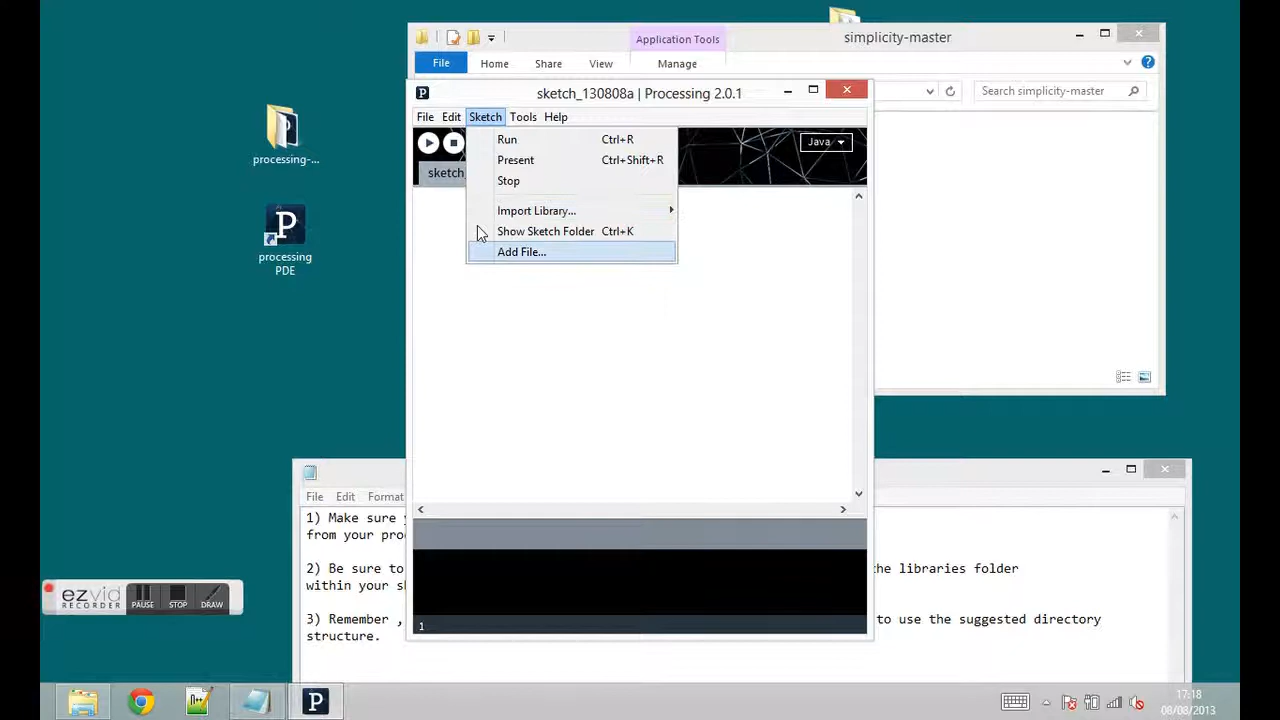 Application Tools
simplicity-master
File Home Share View Manage
Search simplicity-master
sketch_130808a | Processing 2.0.1
File Edit Sketch Tools Help
Java
sketch_
Run Ctrl+R
Present Ctrl+Shift+R
Stop
Import Library...
Show Sketch Folder Ctrl+K
Add File...
1
processing-...
P
processing
PDE
File Edit Format
1) Make sure
from your
2) Be sure to the libraries folder
within your
3) Remember , to use the suggested directory
structure.
ezvid
RECORDER
PAUSE STOP DRAW
17:18
08/08/2013